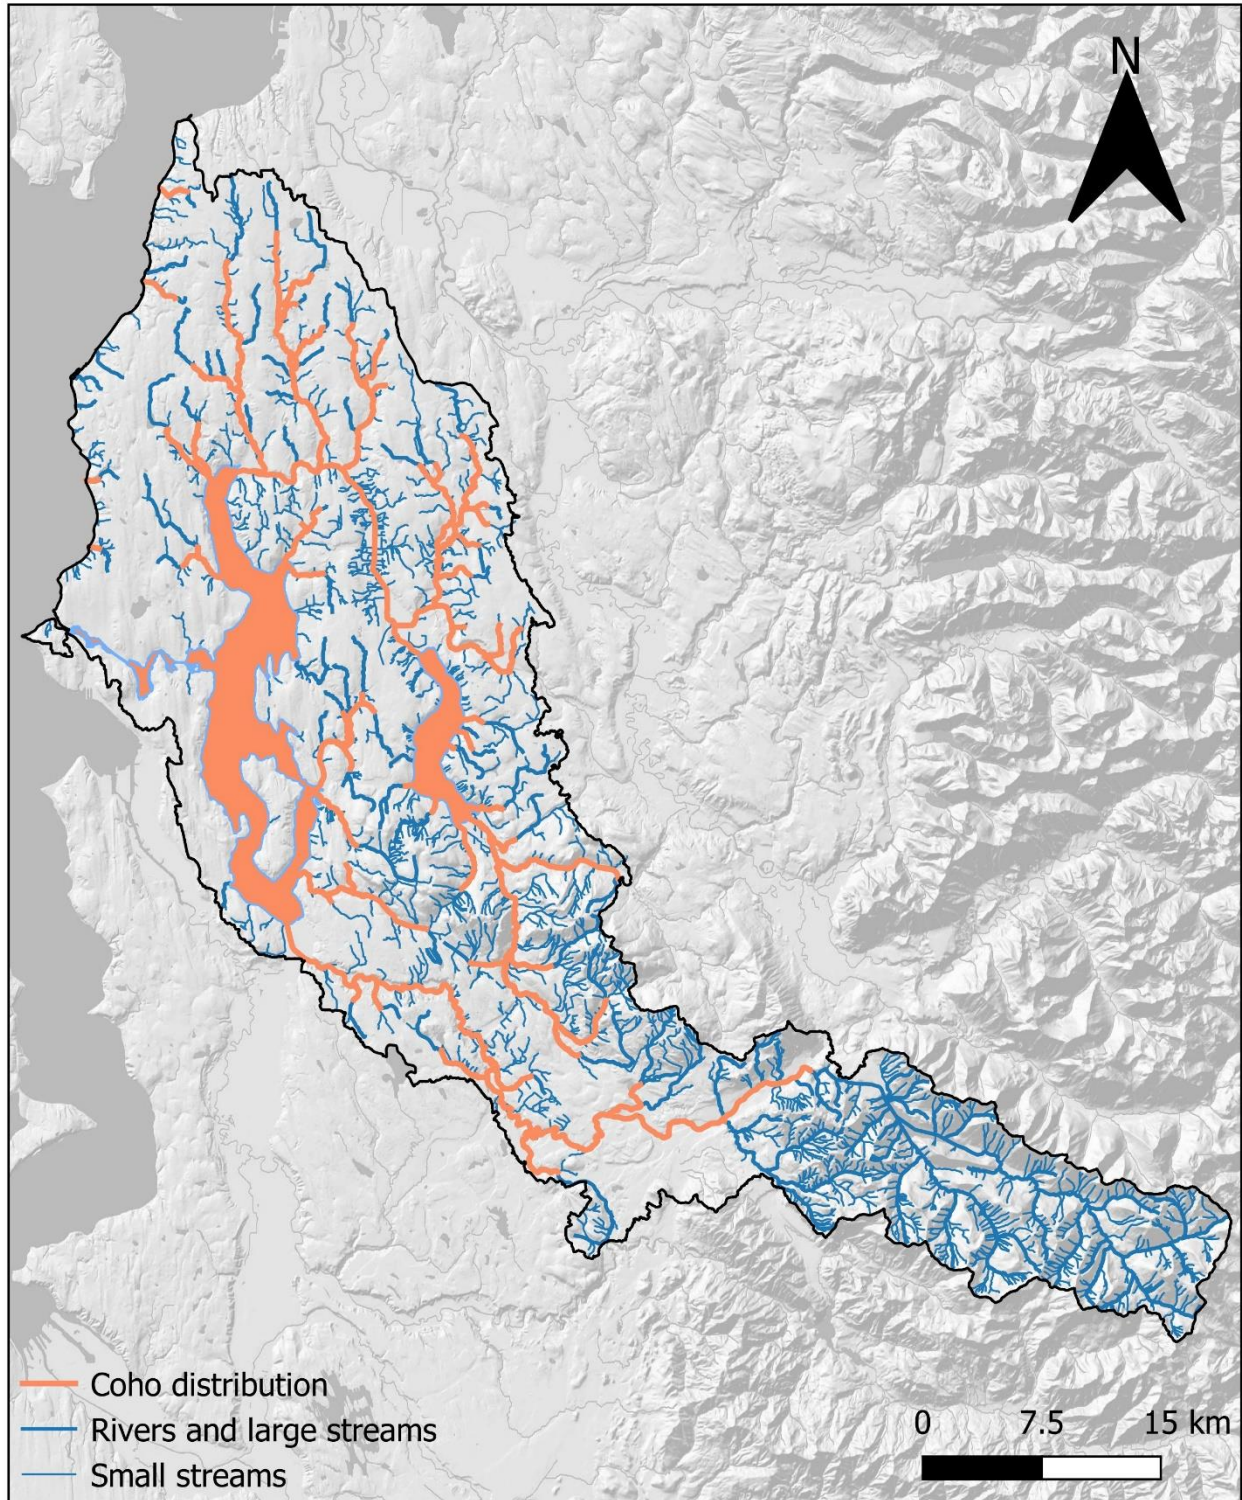 N
Coho distribution
Rivers and large streams
Small streams
0 7.5 15 km